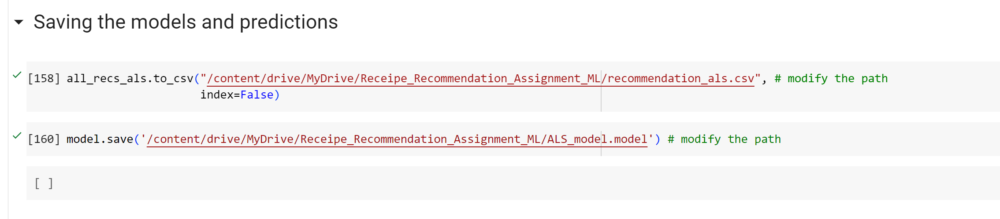 Saving the models and predictions
[158] all_recs_als.to_csv("/content/drive/MyDrive/Receipe_Recommendation_Assignment_ML/recommendation_als.csv", # modify the path
index=False)
[160] model.save('/content/drive/MyDrive/Receipe_Recommendation_Assignment_ML/ALS_model.model') # modify the path
[ ]